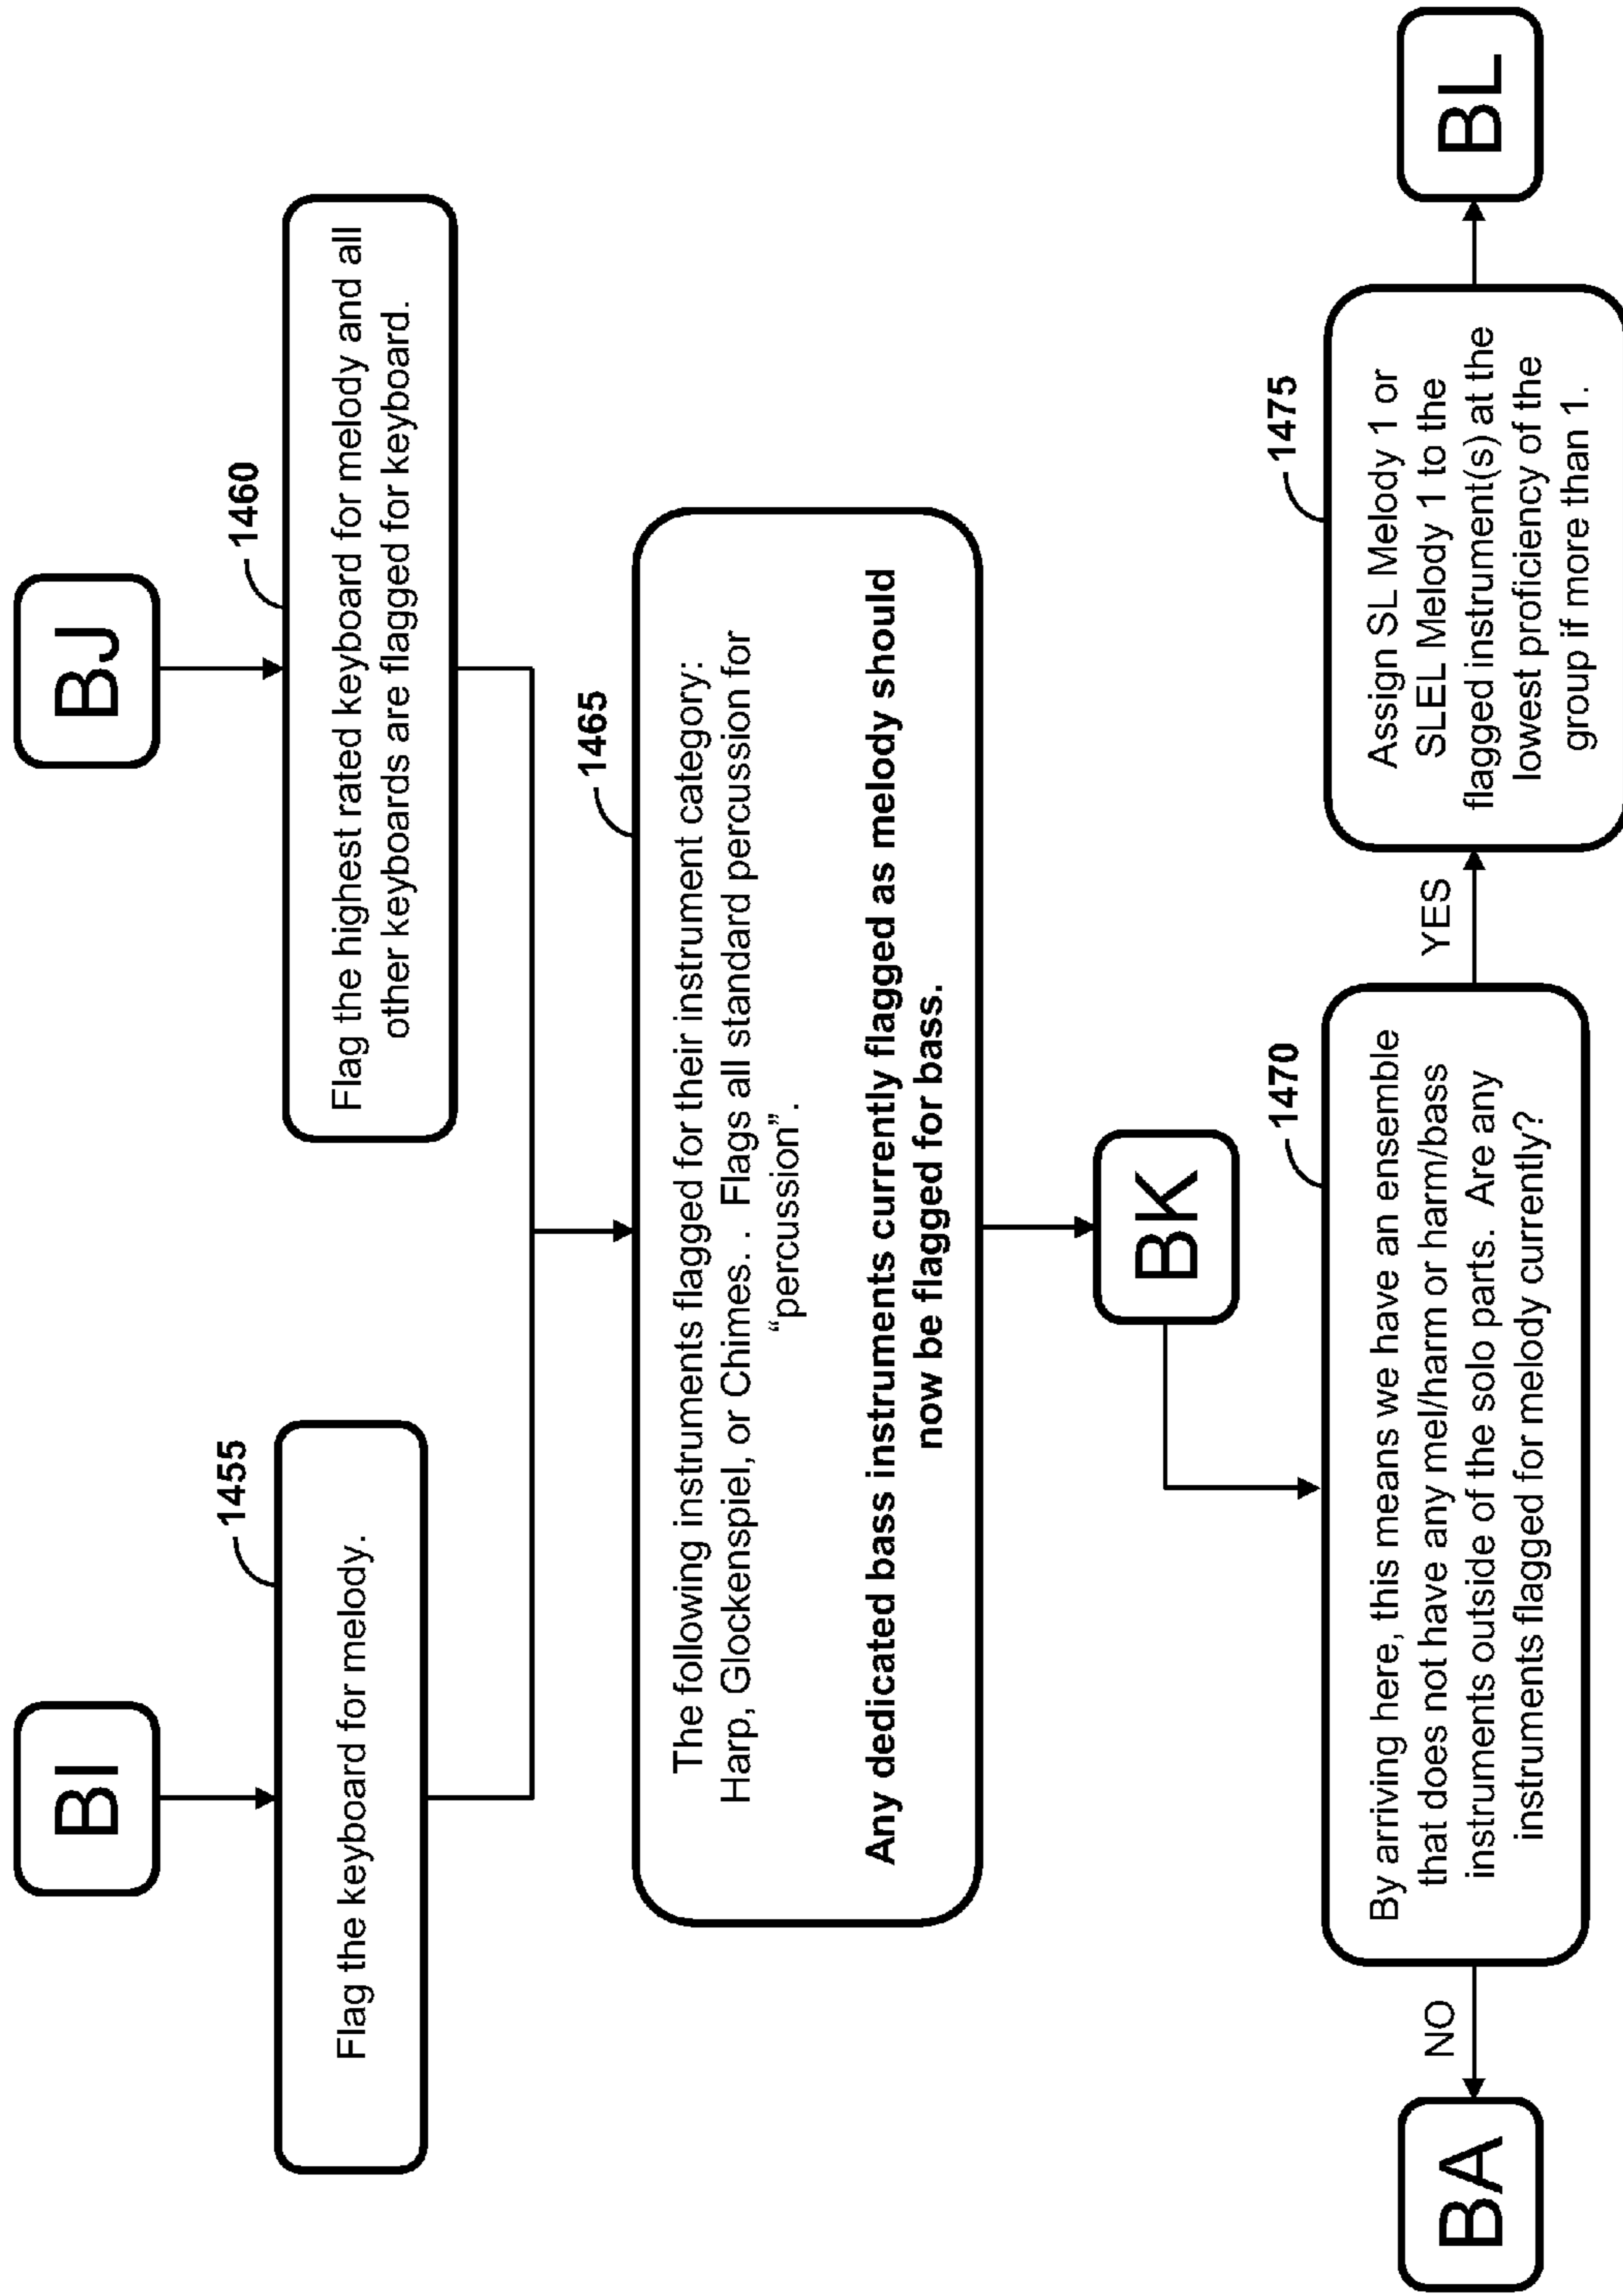 BI
1455
Flag the keyboard for melody.
BJ
1460
Flag the highest rated keyboard for melody and all
other keyboards are flagged for keyboard.
1465
The following instruments flagged for their instrument category:
Harp, Glockenspiel, or Chimes. . Flags all standard percussion for
“percussion”.
Any dedicated bass instruments currently flagged as melody should
now be flagged for bass.
BK
1470
By arriving here, this means we have an ensemble
that does not have any mel/harm or harm/bass
instruments outside of the solo parts. Are any
instruments flagged for melody currently?
NO
BA
YES
1475
Assign SL Melody 1 or
SLEL Melody 1 to the
flagged instrument(s) at the
lowest proficiency of the
group if more than 1.
BL